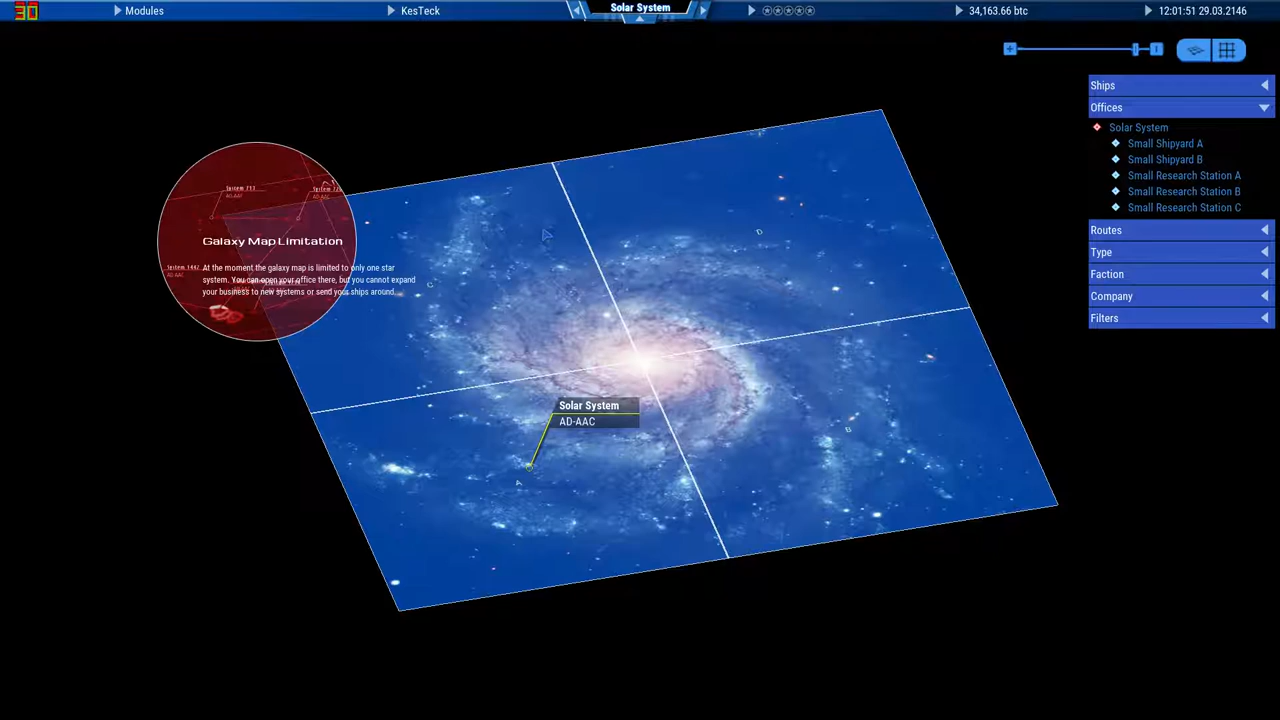 30
Modules
KesTeck
Solar System
34,163.66 btc
12:01:51 29.03.2146
Ships
Offices
Solar System
Small Shipyard A
Small Shipyard B
Small Research Station A
Small Research Station B
Small Research Station C
Routes
Type
Faction
Company
Filters
Galaxy Map Limitation
At the moment the galaxy map is limited to only one star
system. You can open your office there, but you cannot expand
your business to new systems or send your ships around.
D
C
Solar System
AD-AAC
B
A